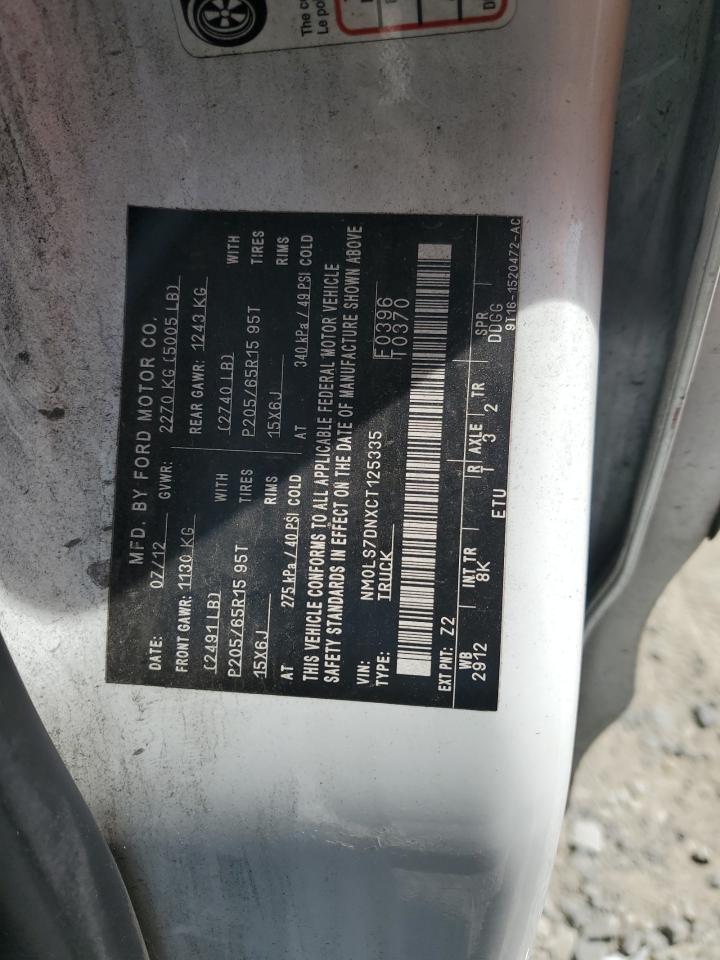 The
Le
MFD. BY FORD MOTOR CO.
DATE: 07/12 GVWR: 2270 KG (5005 LB)
FRONT GAWR: 1130 KG REAR GAWR: 1243 KG
(2491 LB) WITH (2740 LB) WITH
P205/65R15 95T TIRES P205/65R15 95T TIRES
15X6J RIMS 15X6J RIMS
AT 275 kPa / 40 PSI COLD AT 340 kPa / 49 PSI COLD
THIS VEHICLE CONFORMS TO ALL APPLICABLE FEDERAL MOTOR VEHICLE
SAFETY STANDARDS IN EFFECT ON THE DATE OF MANUFACTURE SHOWN ABOVE
VIN: NM0LS7DNXCT125335 F0396
TYPE: TRUCK T0370
EXT PNT: Z2
WB INT TR R AXLE TR SPR
2912 8K 1 3 2 DDGG
ETU 9T16-1520472-AC